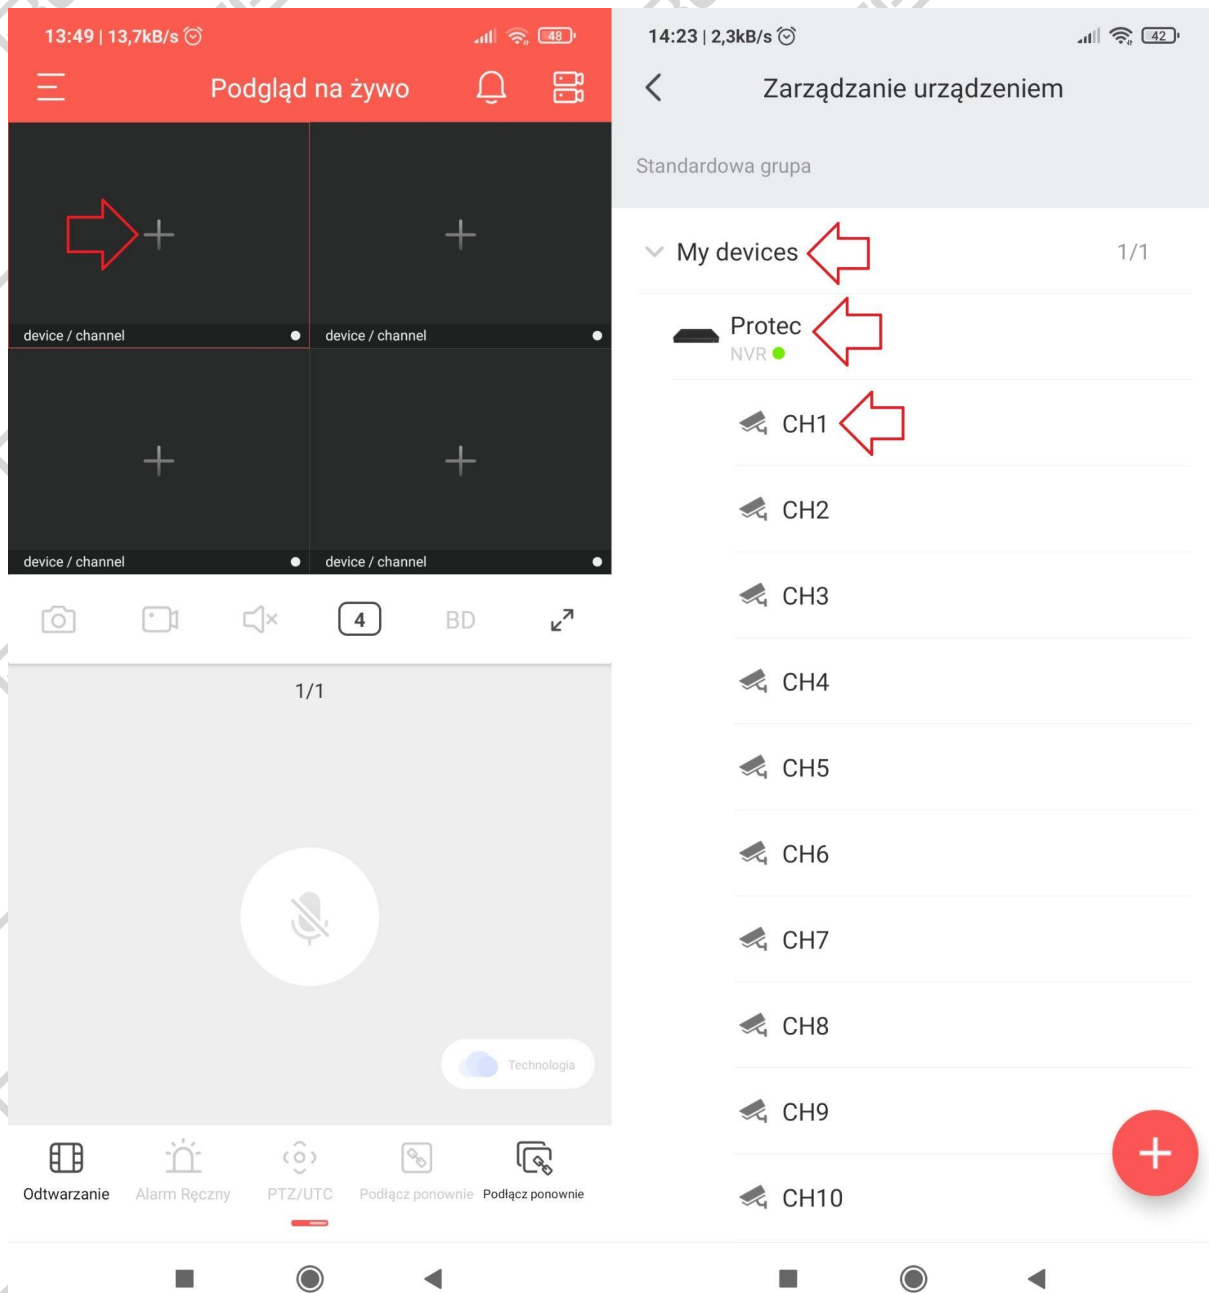 13:49 | 13,7kB/s
48
Podgląd na żywo
device / channel
device / channel
device / channel
device / channel
4
BD
1/1
Technologia
Odtwarzanie
Alarm Ręczny
PTZ/UTC
Podłącz ponownie
Podłącz ponownie
14:23 | 2,3kB/s
42
Zarządzanie urządzeniem
Standardowa grupa
My devices
1/1
Protec
NVR
CH1
CH2
CH3
CH4
CH5
CH6
CH7
CH8
CH9
CH10